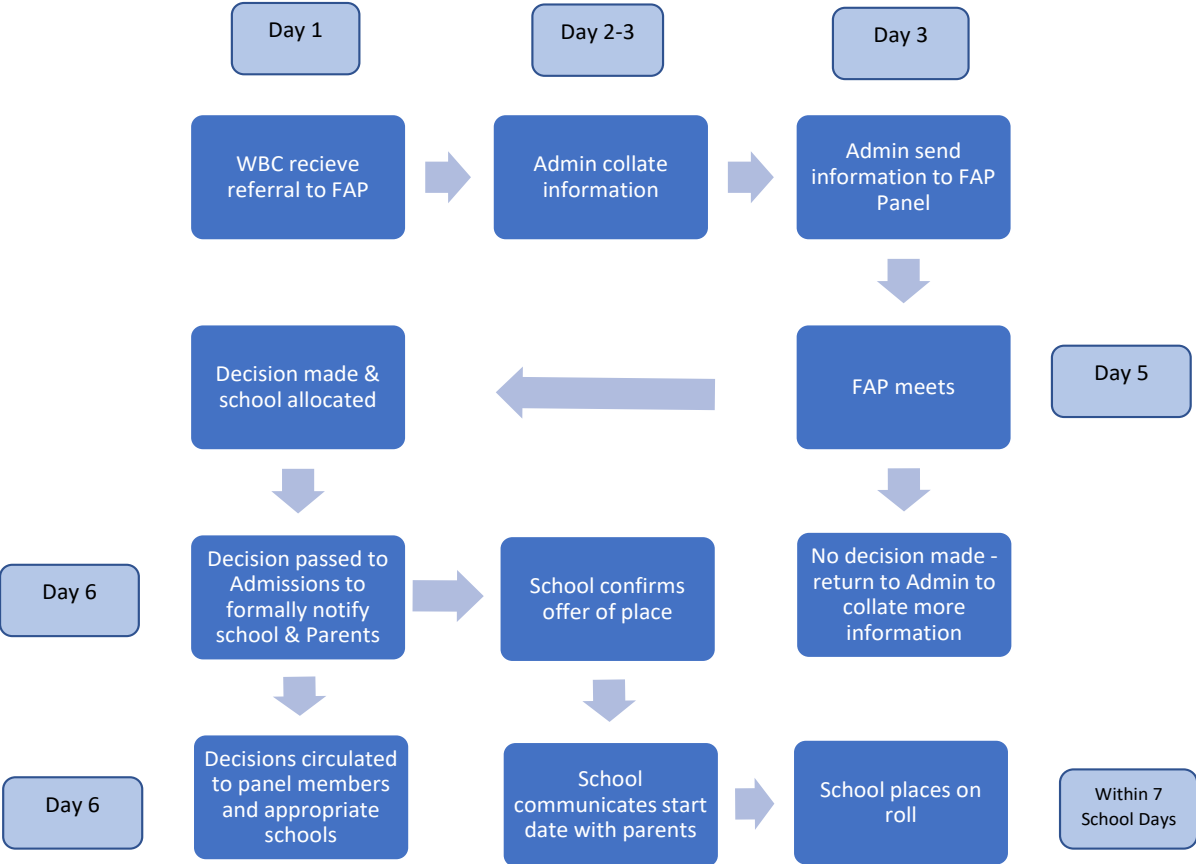 Day 1
Day 2-3
Day 3
WBC recieve
referral to FAP
Admin collate
information
Admin send
information to FAP
Panel
Decision made &
school allocated
FAP meets
Day 5
Day 6
Decision passed to
Admissions to
formally notify
school & Parents
School confirms
offer of place
No decision made -
return to Admin to
collate more
information
Day 6
Decisions circulated
to panel members
and appropriate
schools
School
communicates start
date with parents
School places on
roll
Within 7
School Days